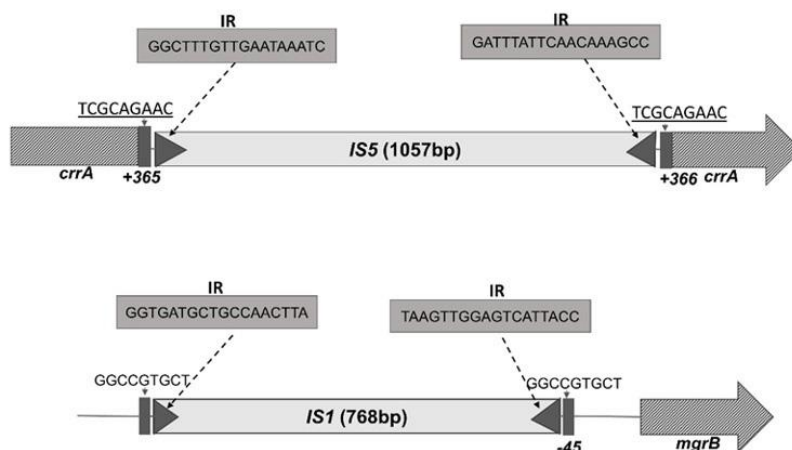 IR
GGCTTTGTTGAATAAATC
IR
GATTTATTCAACAAAGCC
TCGCAGAAC
TCGCAGAAC
IS5 (1057bp)
crrA
+365
+366 crrA
IR
GGTGATGCTGCCAACTTA
IR
TAAGTTGGAGTCATTACC
GGCCGTGCT
GGCCGTGCT
IS1 (768bp)
-45
mgrB